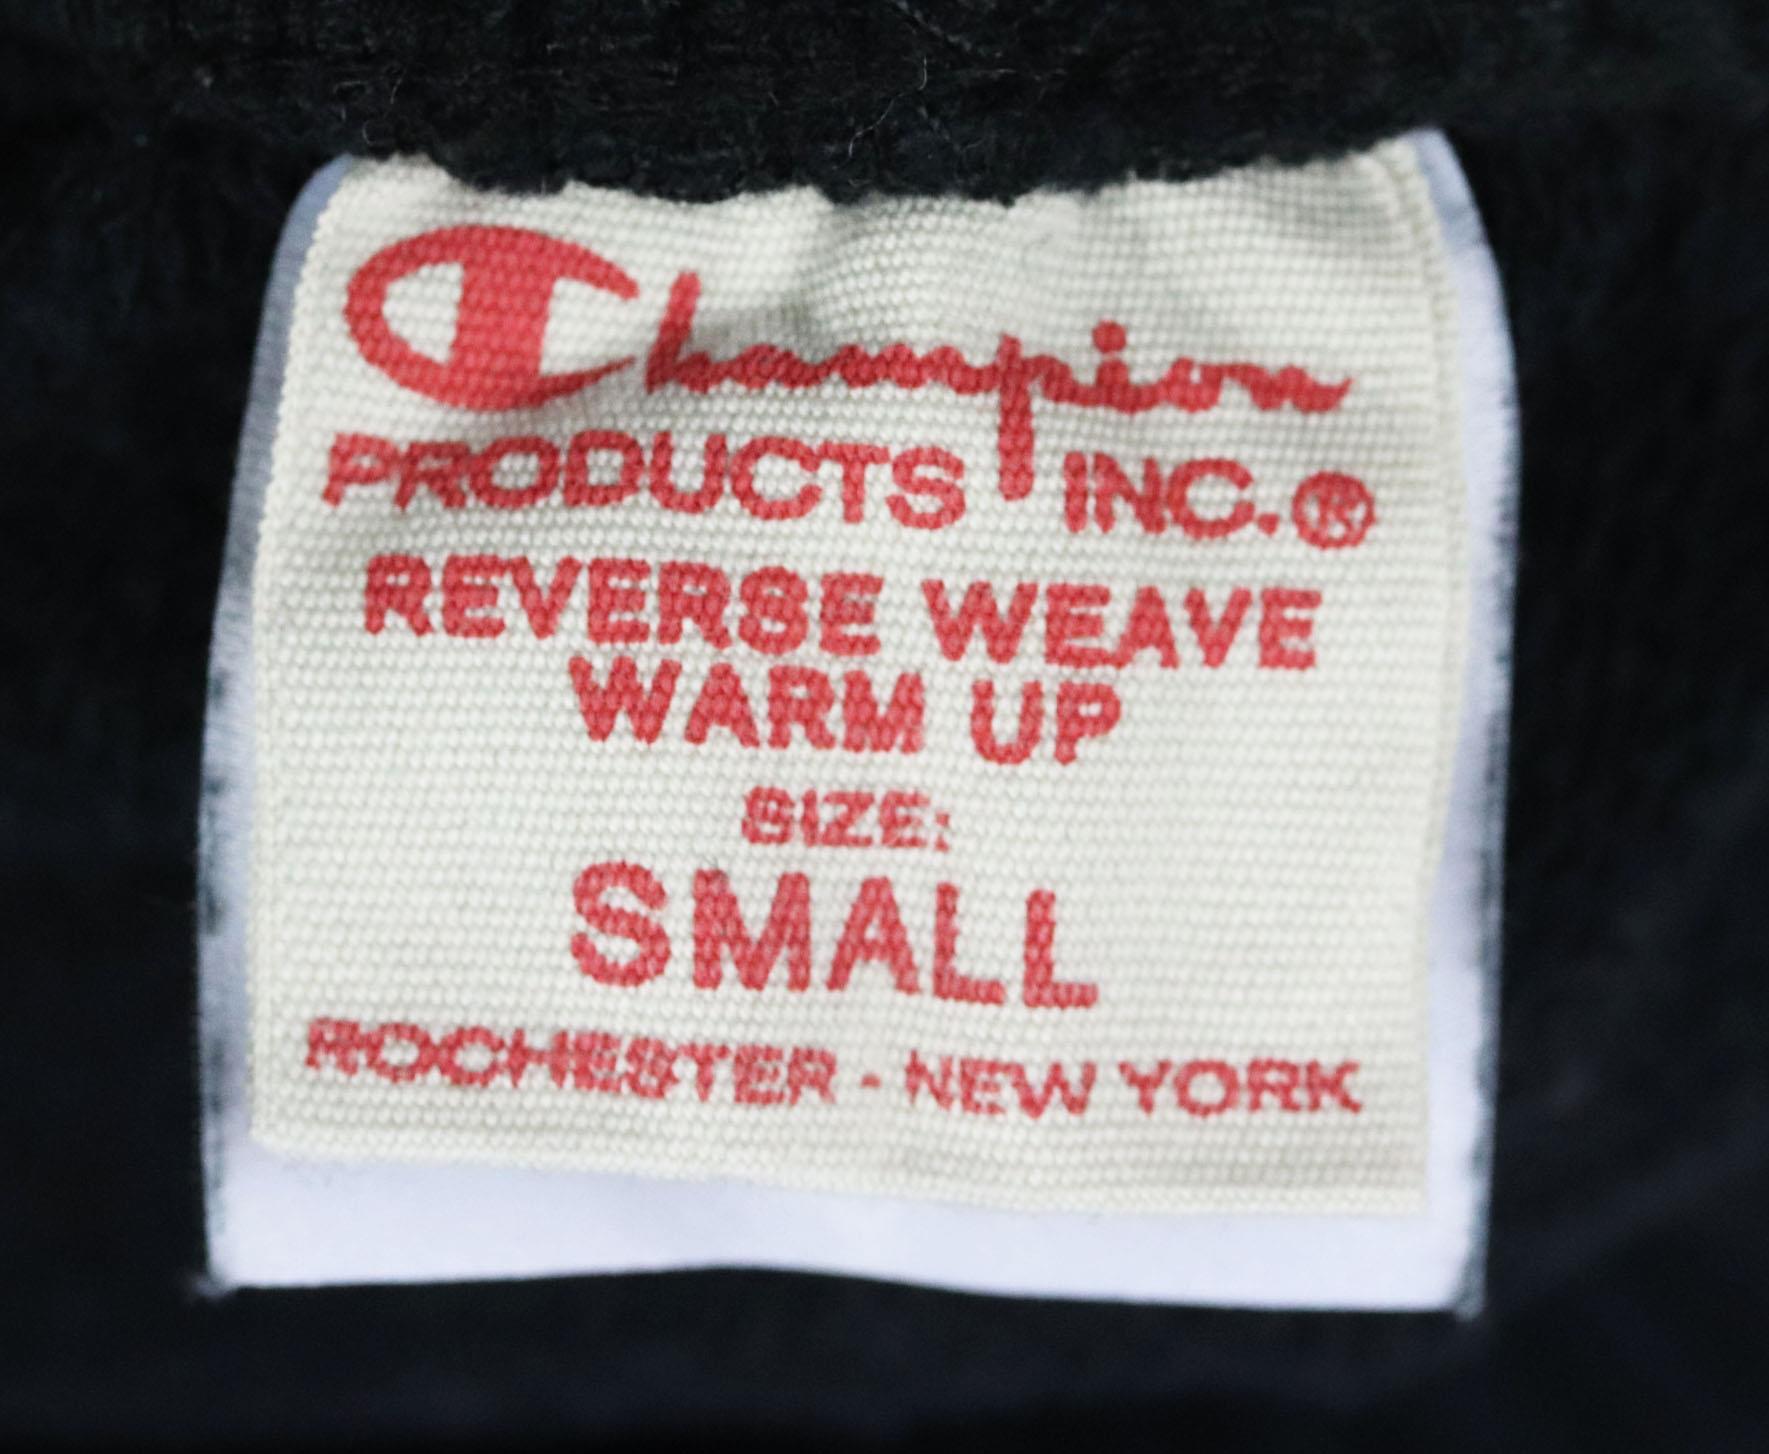 Champion
PRODUCTS INC.®
REVERSE WEAVE
WARM UP
SIZE:
SMALL
ROCHESTER - NEW YORK